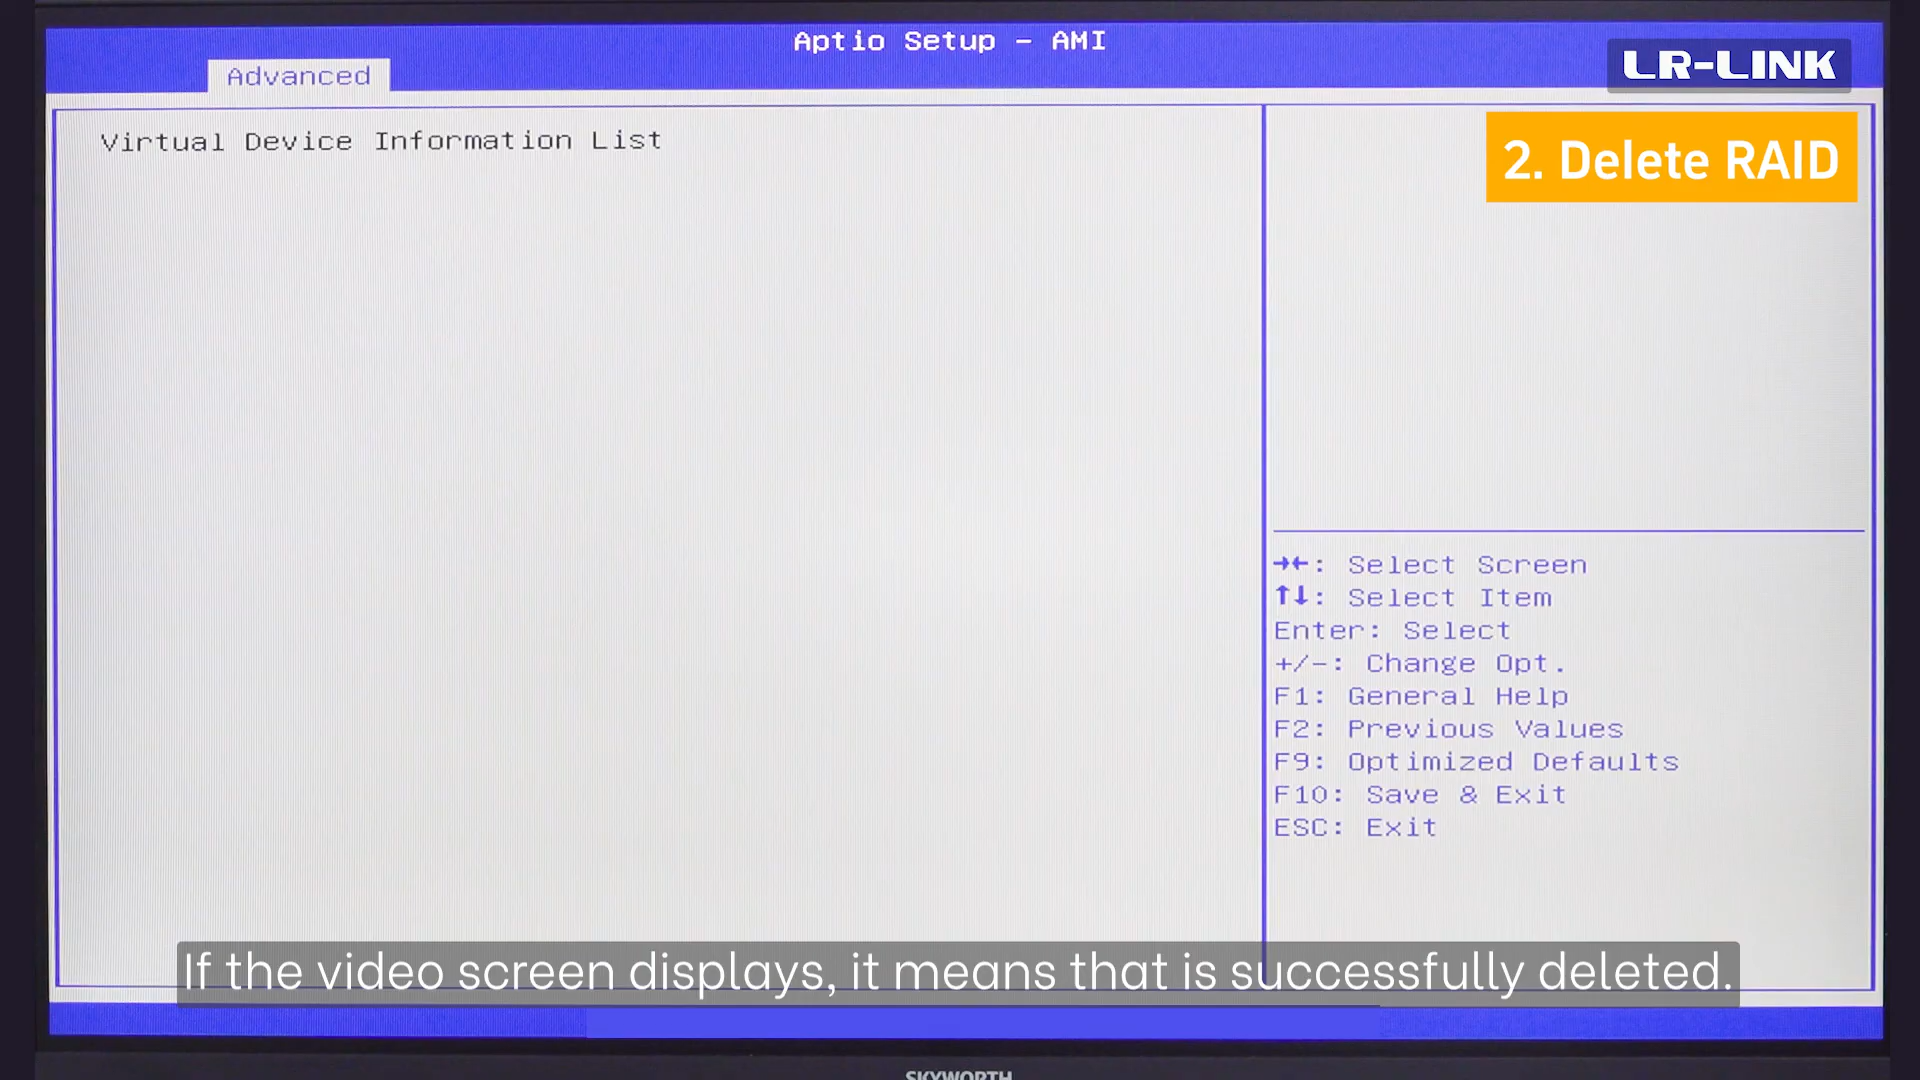 Aptio Setup – AMI
Advanced
LR-LINK
Virtual Device Information List
2. Delete RAID
→←: Select Screen
↑↓: Select Item
Enter: Select
+/-: Change Opt.
F1: General Help
F2: Previous Values
F9: Optimized Defaults
F10: Save & Exit
ESC: Exit
If the video screen displays, it means that is successfully deleted.
SKYWORTH